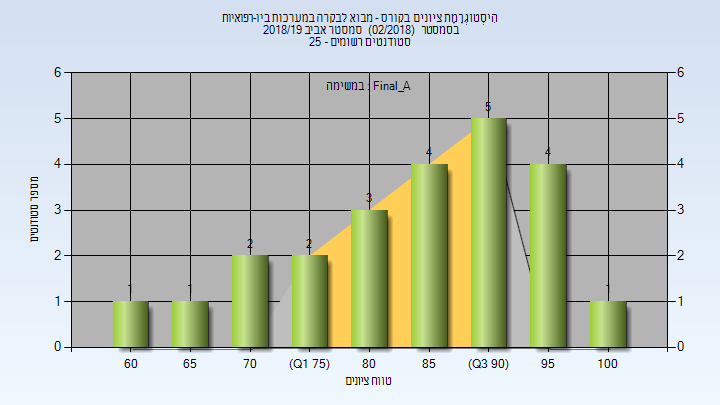 היסטוגרמת ציונים בקורס - מבוא לבקרה במערכות ביו-רפואיות
בסמסטר (02/2018) סמסטר אביב 2018/19
סטודנטים רשומים - 25
במשימה : Final_A
מספר סטודנטים
6 6
5 5
4 4
3 3
2 2
1 1
0 0
1 1 2 2 3 4 5 4 1
60 65 70 (Q1 75) 80 85 (Q3 90) 95 100
טווח ציונים